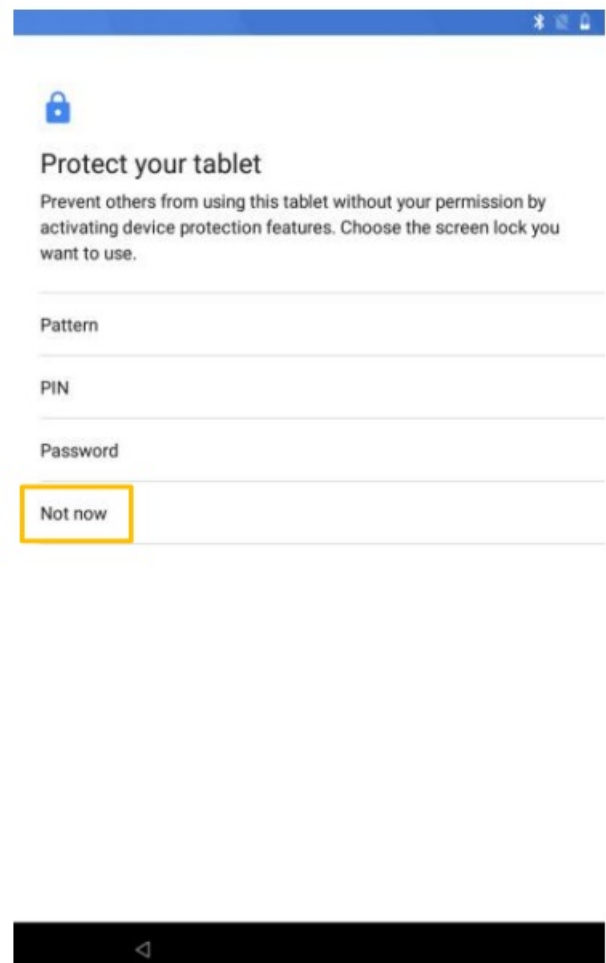 Protect your tablet
Prevent others from using this tablet without your permission by
activating device protection features. Choose the screen lock you
want to use.
Pattern
PIN
Password
Not now